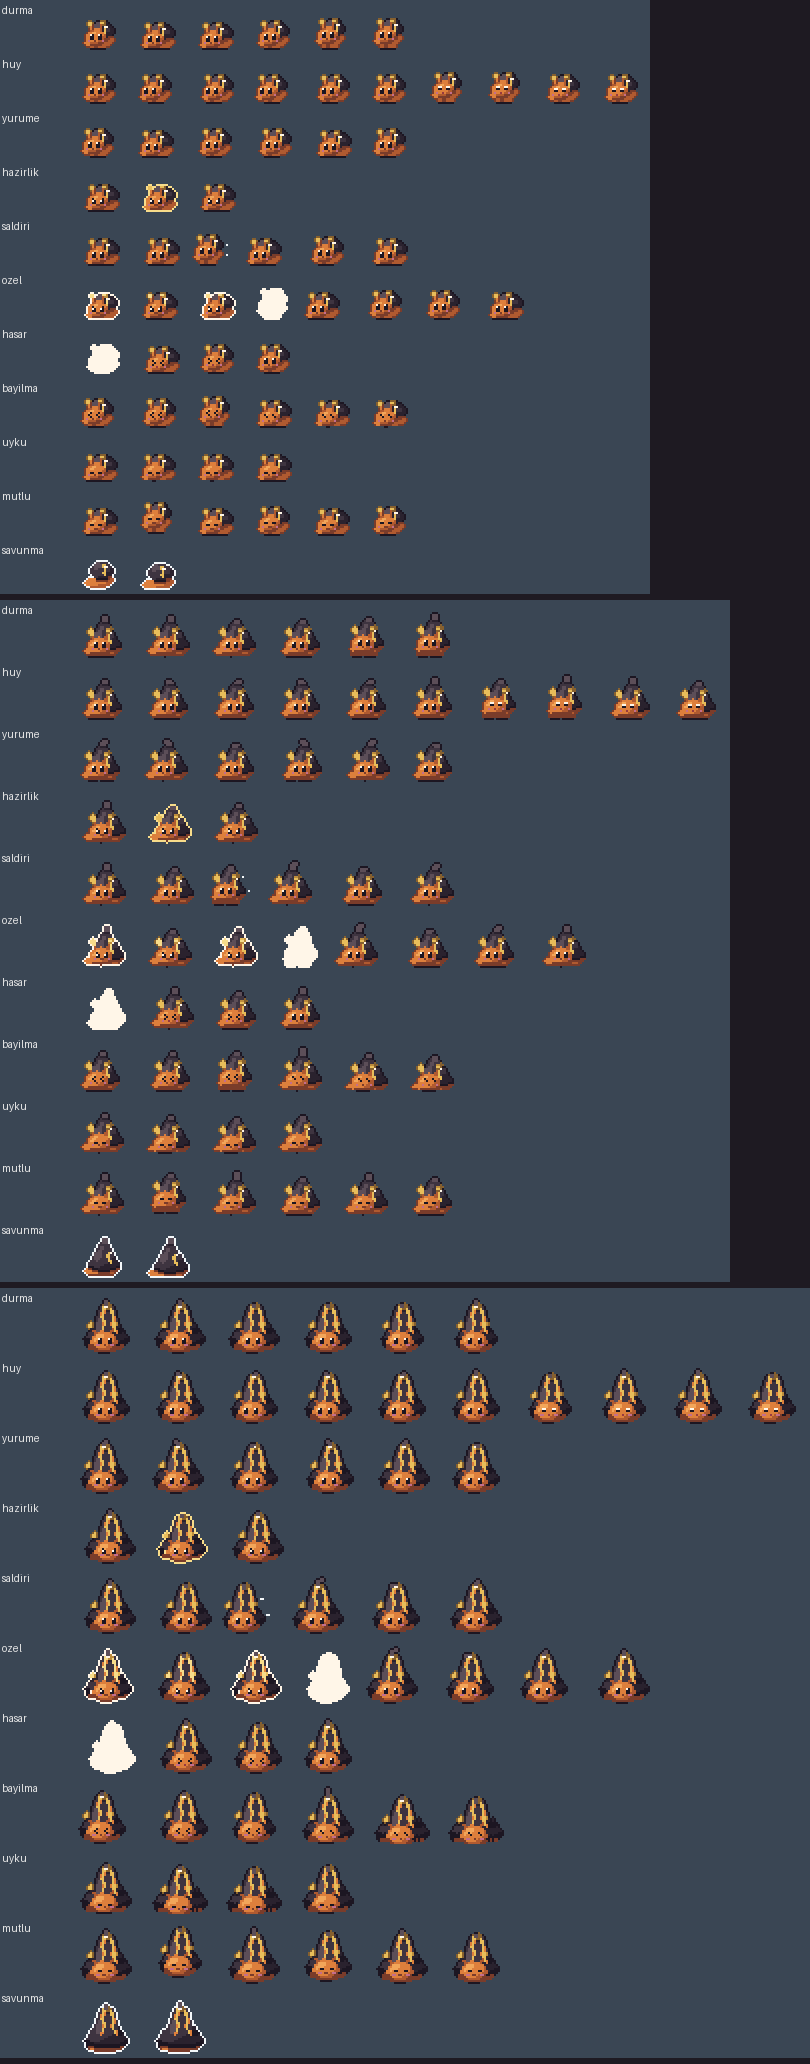 durma
huy
yurume
hazirlik
saldiri
ozel
hasar
bayilma
uyku
mutlu
savunma
durma
huy
yurume
hazirlik
saldiri
ozel
hasar
bayilma
uyku
mutlu
savunma
durma
huy
yurume
hazirlik
saldiri
ozel
hasar
bayilma
uyku
mutlu
savunma